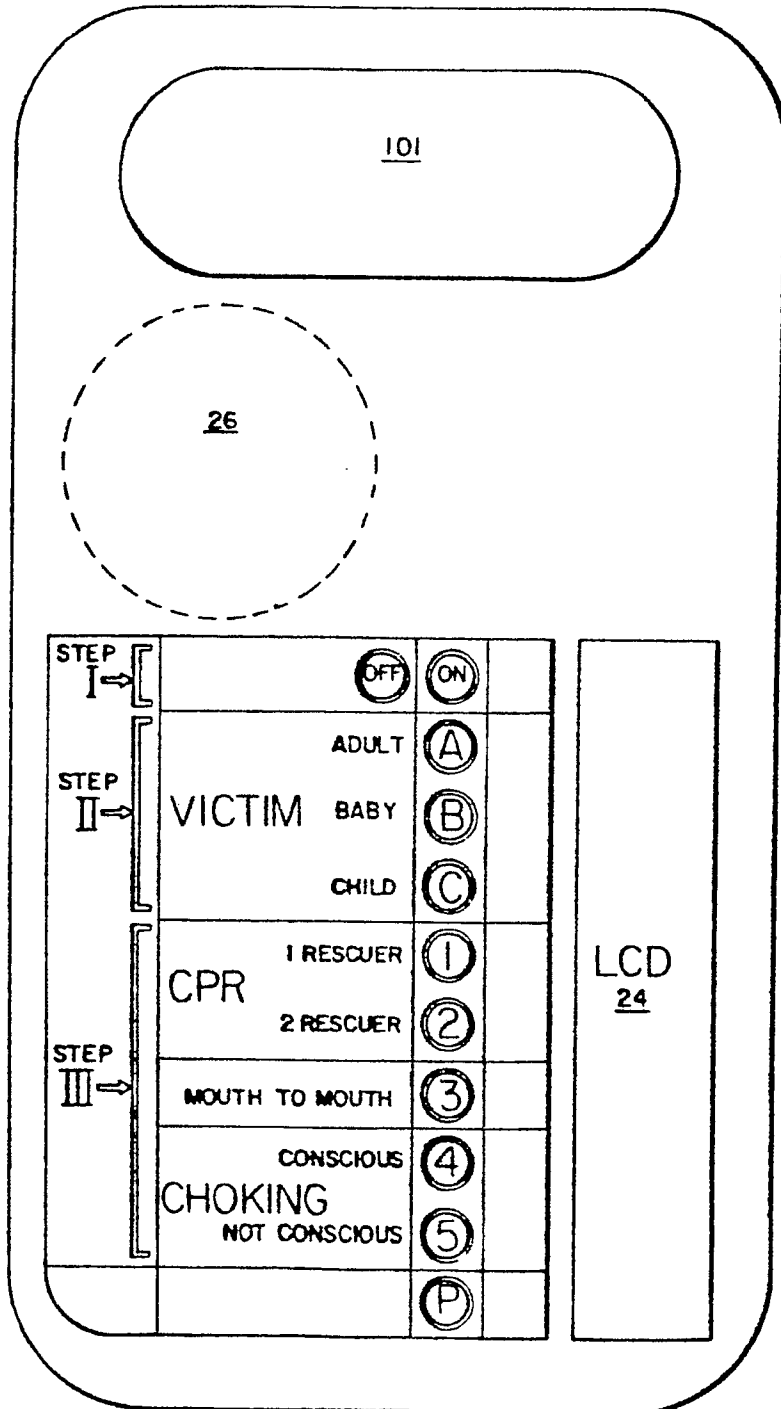 101
26
STEP
I
OFF ON
ADULT A
STEP
II
VICTIM BABY B
CHILD C
1 RESCUER 1
CPR
2 RESCUER 2
STEP
III
MOUTH TO MOUTH 3
CONSCIOUS 4
CHOKING
NOT CONSCIOUS 5
P
LCD
24